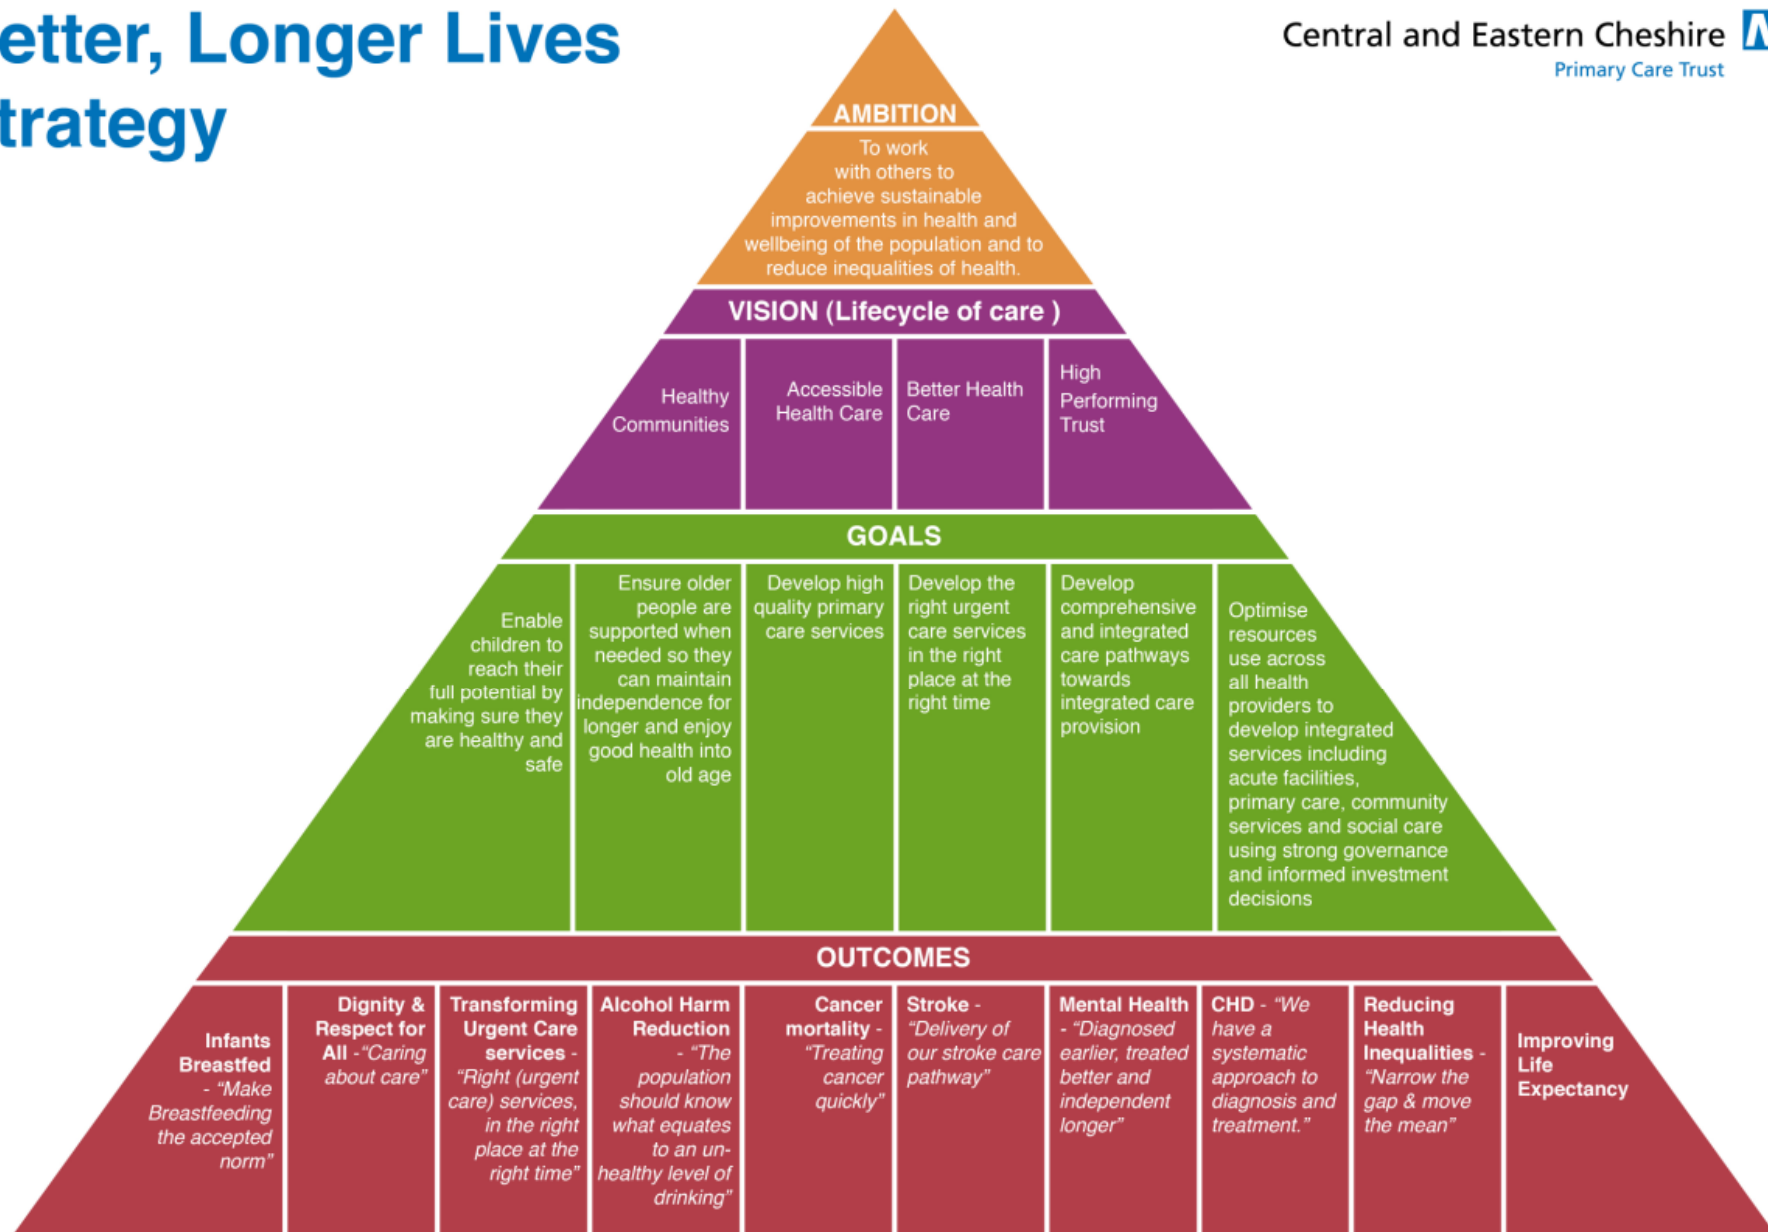 etter, Longer Lives
trategy
Central and Eastern Cheshire
Primary Care Trust
AMBITION
To work
with others to
achieve sustainable
improvements in health and
wellbeing of the population and to
reduce inequalities of health.
VISION (Lifecycle of care )
Healthy
Communities
Accessible
Health Care
Better Health
Care
High
Performing
Trust
GOALS
Enable
children to
reach their
full potential by
making sure they
are healthy and
safe
Ensure older
people are
supported when
needed so they
can maintain
independence for
longer and enjoy
good health into
old age
Develop high
quality primary
care services
Develop the
right urgent
care services
in the right
place at the
right time
Develop
comprehensive
and integrated
care pathways
towards
integrated care
provision
Optimise
resources
use across
all health
providers to
develop integrated
services including
acute facilities,
primary care, community
services and social care
using strong governance
and informed investment
decisions
OUTCOMES
Infants
Breastfed
- “Make
Breastfeeding
the accepted
norm”
Dignity &
Respect for
All -“Caring
about care”
Transforming
Urgent Care
services -
“Right (urgent
care) services,
in the right
place at the
right time”
Alcohol Harm
Reduction
- “The
population
should know
what equates
to an un-
healthy level of
drinking”
Cancer
mortality -
“Treating
cancer
quickly”
Stroke -
“Delivery of
our stroke care
pathway”
Mental Health
- “Diagnosed
earlier, treated
better and
independent
longer”
CHD - “We
have a
systematic
approach to
diagnosis and
treatment.”
Reducing
Health
Inequalities -
“Narrow the
gap & move
the mean”
Improving
Life
Expectancy